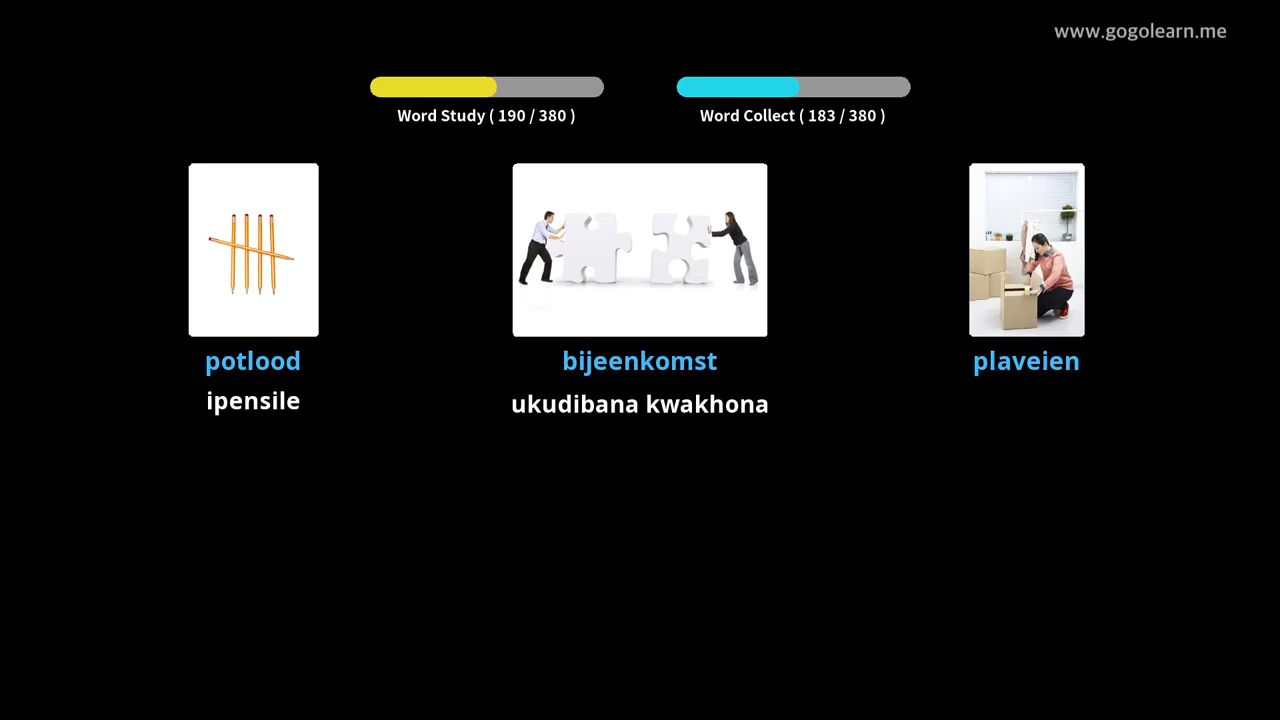 www.gogolearn.me
Word Study ( 190 / 380 )
Word Collect ( 183 / 380 )
potlood
bijeenkomst
plaveien
ipensile
ukudibana kwakhona